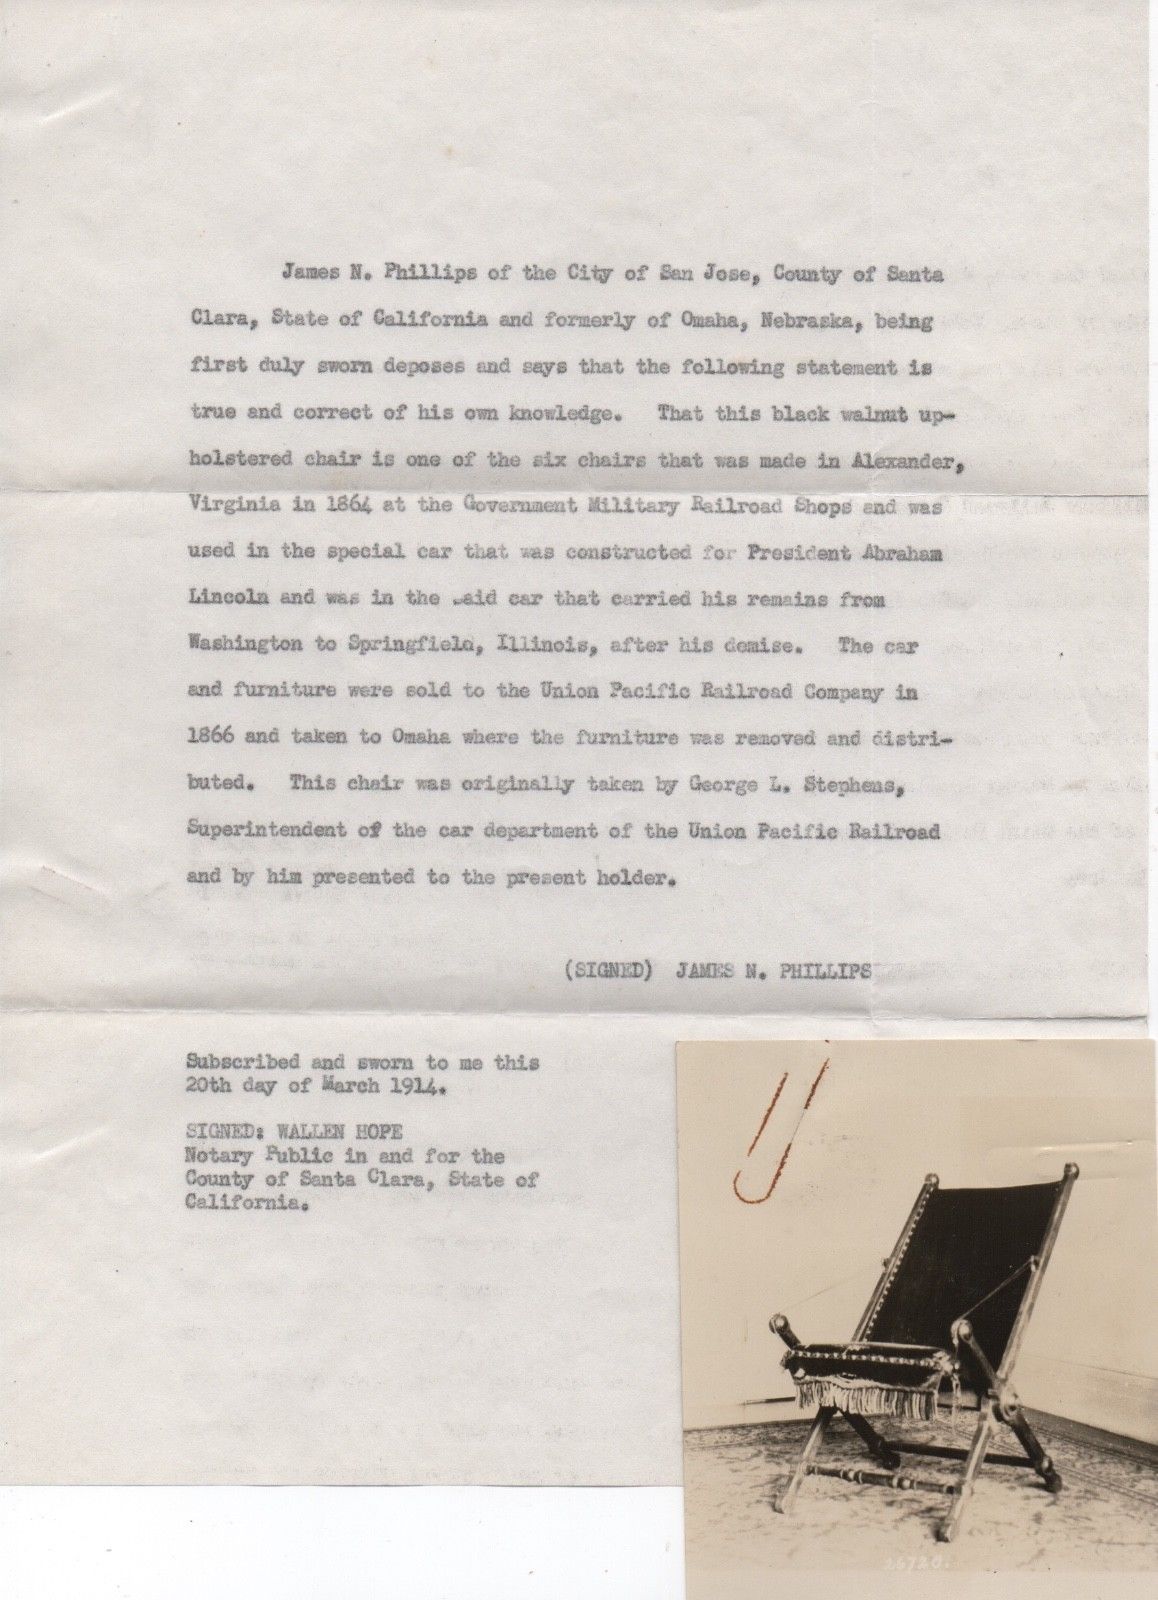 James N. Phillips of the City of San Jose, County of Santa
Clara, State of California and formerly of Omaha, Nebraska, being
first duly sworn deposes and says that the following statement is
true and correct of his own knowledge. That this black walnut up-
holstered chair is one of the six chairs that was made in Alexander,
Virginia in 1864 at the Government Military Railroad Shops and was
used in the special car that was constructed for President Abraham
Lincoln and was in the said car that carried his remains from
Washington to Springfield, Illinois, after his demise. The car
and furniture were sold to the Union Pacific Railroad Company in
1866 and taken to Omaha where the furniture was removed and distri-
buted. This chair was originally taken by George L. Stephens,
Superintendent of the car department of the Union Pacific Railroad
and by him presented to the present holder.
(SIGNED) JAMES N. PHILLIPS
Subscribed and sworn to me this
20th day of March 1914.
SIGNED: WALLEN HOPE
Notary Public in and for the
County of Santa Clara, State of
California.
26720.